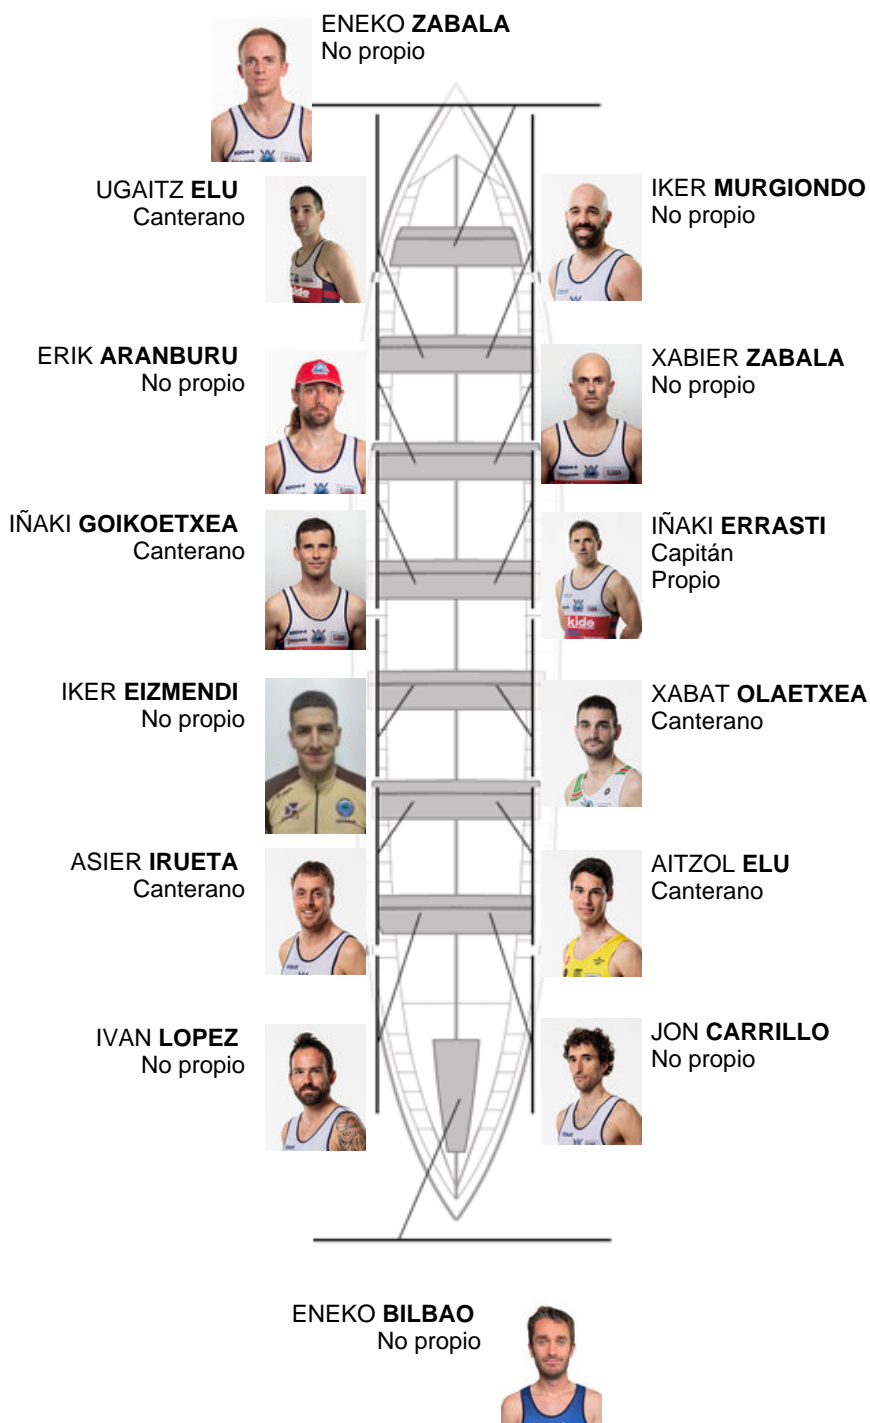 ENEKO ZABALA
No propio
UGAITZ ELU
Canterano
IKER MURGIONDO
No propio
ERIK ARANBURU
No propio
XABIER ZABALA
No propio
IÑAKI GOIKOETXEA
Canterano
IÑAKI ERRASTI
Capitán
Propio
kide
IKER EIZMENDI
No propio
XABAT OLAETXEA
Canterano
ASIER IRUETA
Canterano
AITZOL ELU
Canterano
IVAN LOPEZ
No propio
JON CARRILLO
No propio
ENEKO BILBAO
No propio